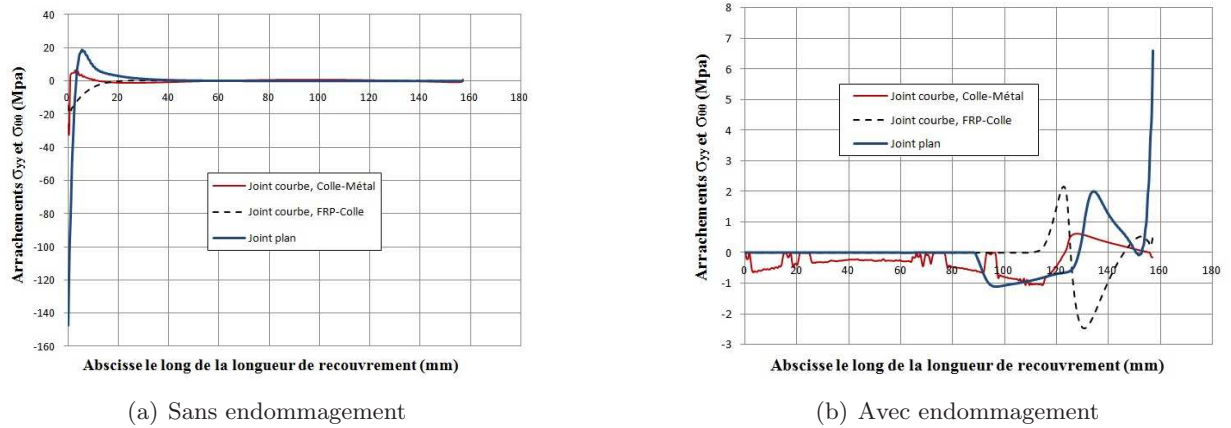 Arrachements σyy et σθθ (Mpa)
40
20
0
-20
-40
-60
-80
-100
-120
-140
-160
0 20 40 60 80 100 120 140 160 180
Joint courbe, Colle-Métal
Joint courbe, FRP-Colle
Joint plan
Abscisse le long de la longueur de recouvrement (mm)
(a) Sans endommagement
Arrachements σyy et σθθ (Mpa)
8
7
6
5
4
3
2
1
0
-1
-2
-3
0 20 40 60 80 100 120 140 160 180
Joint courbe, Colle-Métal
Joint courbe, FRP-Colle
Joint plan
Abscisse le long de la longueur de recouvrement (mm)
(b) Avec endommagement